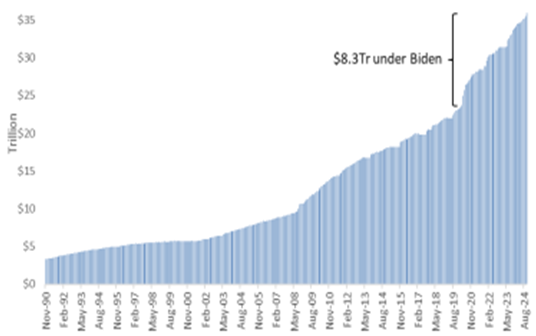 $35
$30
$25
$20
$15
$10
$5
$0
Trillion
$8.3Tr under Biden
Nov-90
Feb-92
May-93
Aug-94
Nov-95
Feb-97
May-98
Aug-99
Nov-00
Feb-02
May-03
Aug-04
Nov-05
Feb-07
May-08
Aug-09
Nov-10
Feb-12
May-13
Aug-14
Nov-15
Feb-17
May-18
Aug-19
Nov-20
Feb-22
May-23
Aug-24